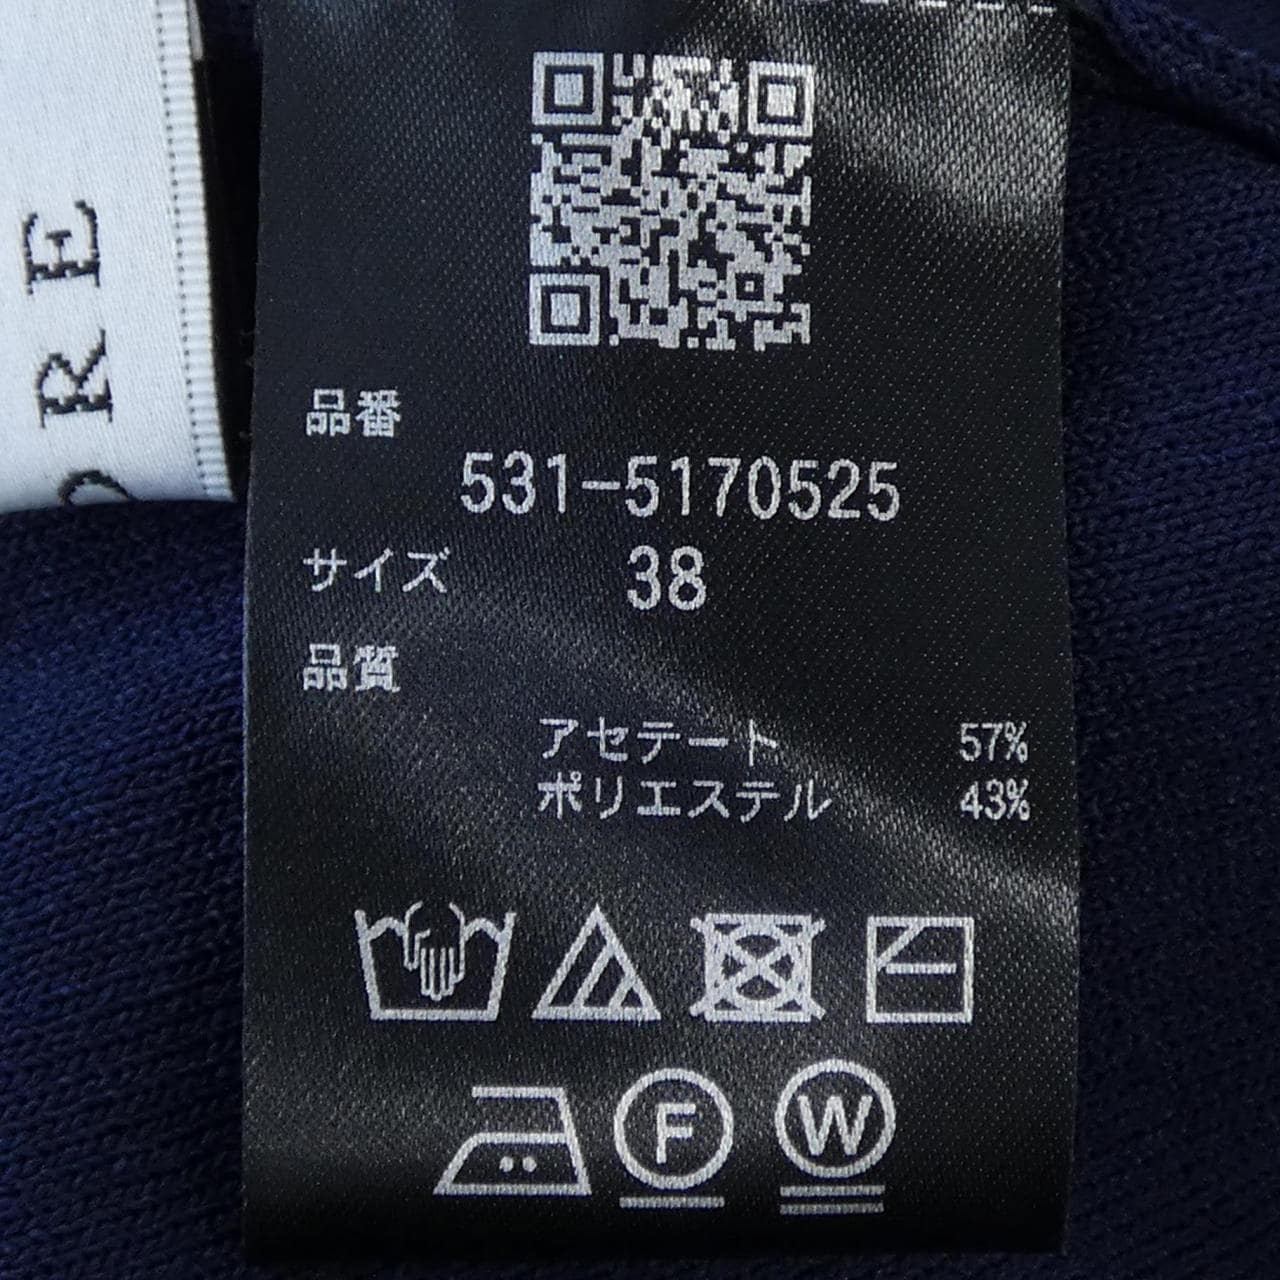 ORE
品番
531-5170525
サイズ 38
品質
アセテート 57%
ポリエステル 43%
F W